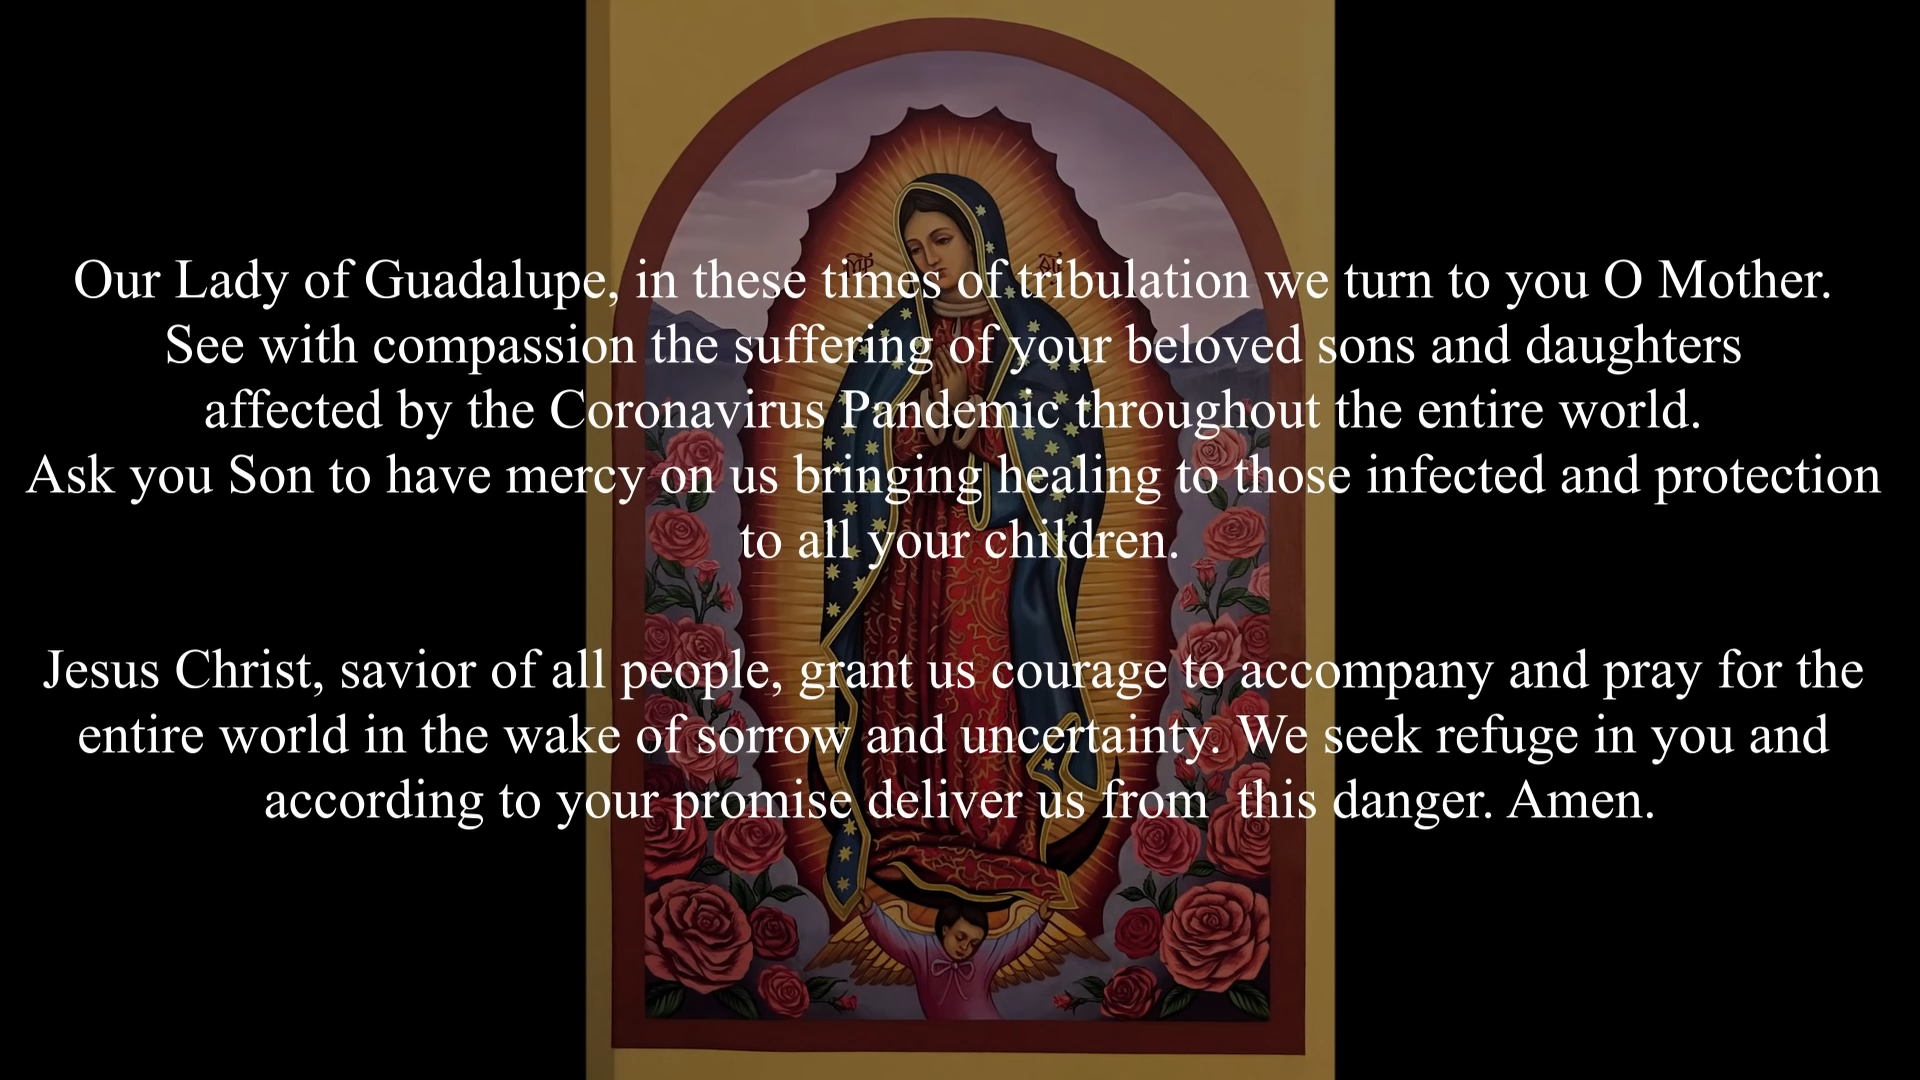 Our Lady of Guadalupe, in these times of tribulation we turn to you O Mother.
See with compassion the suffering of your beloved sons and daughters
affected by the Coronavirus Pandemic throughout the entire world.
Ask you Son to have mercy on us bringing healing to those infected and protection
to all your children.
Jesus Christ, savior of all people, grant us courage to accompany and pray for the
entire world in the wake of sorrow and uncertainty. We seek refuge in you and
according to your promise deliver us from  this danger. Amen.